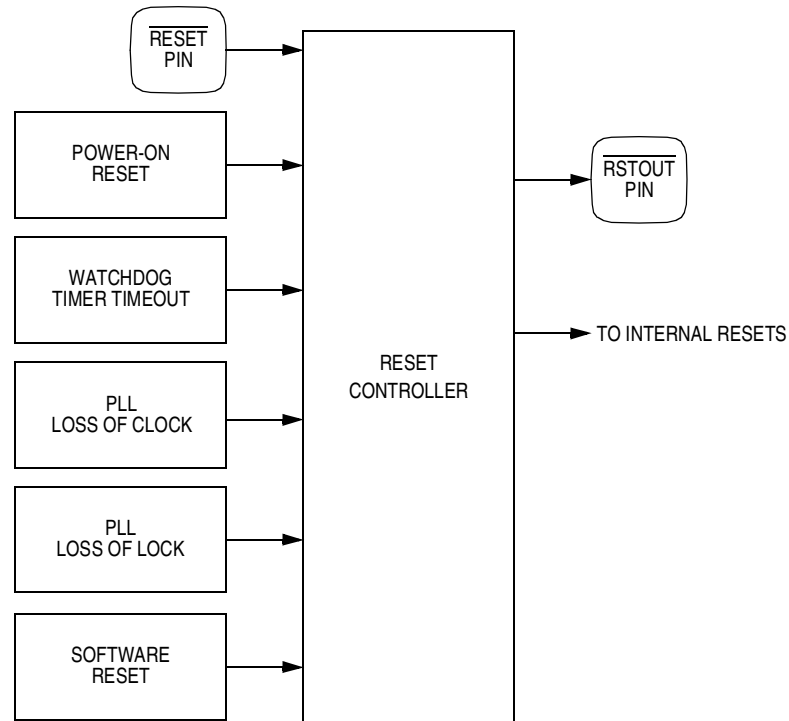 RESET
PIN
POWER-ON
RESET
WATCHDOG
TIMER TIMEOUT
PLL
LOSS OF CLOCK
PLL
LOSS OF LOCK
SOFTWARE
RESET
RESET
CONTROLLER
RSTOUT
PIN
TO INTERNAL RESETS